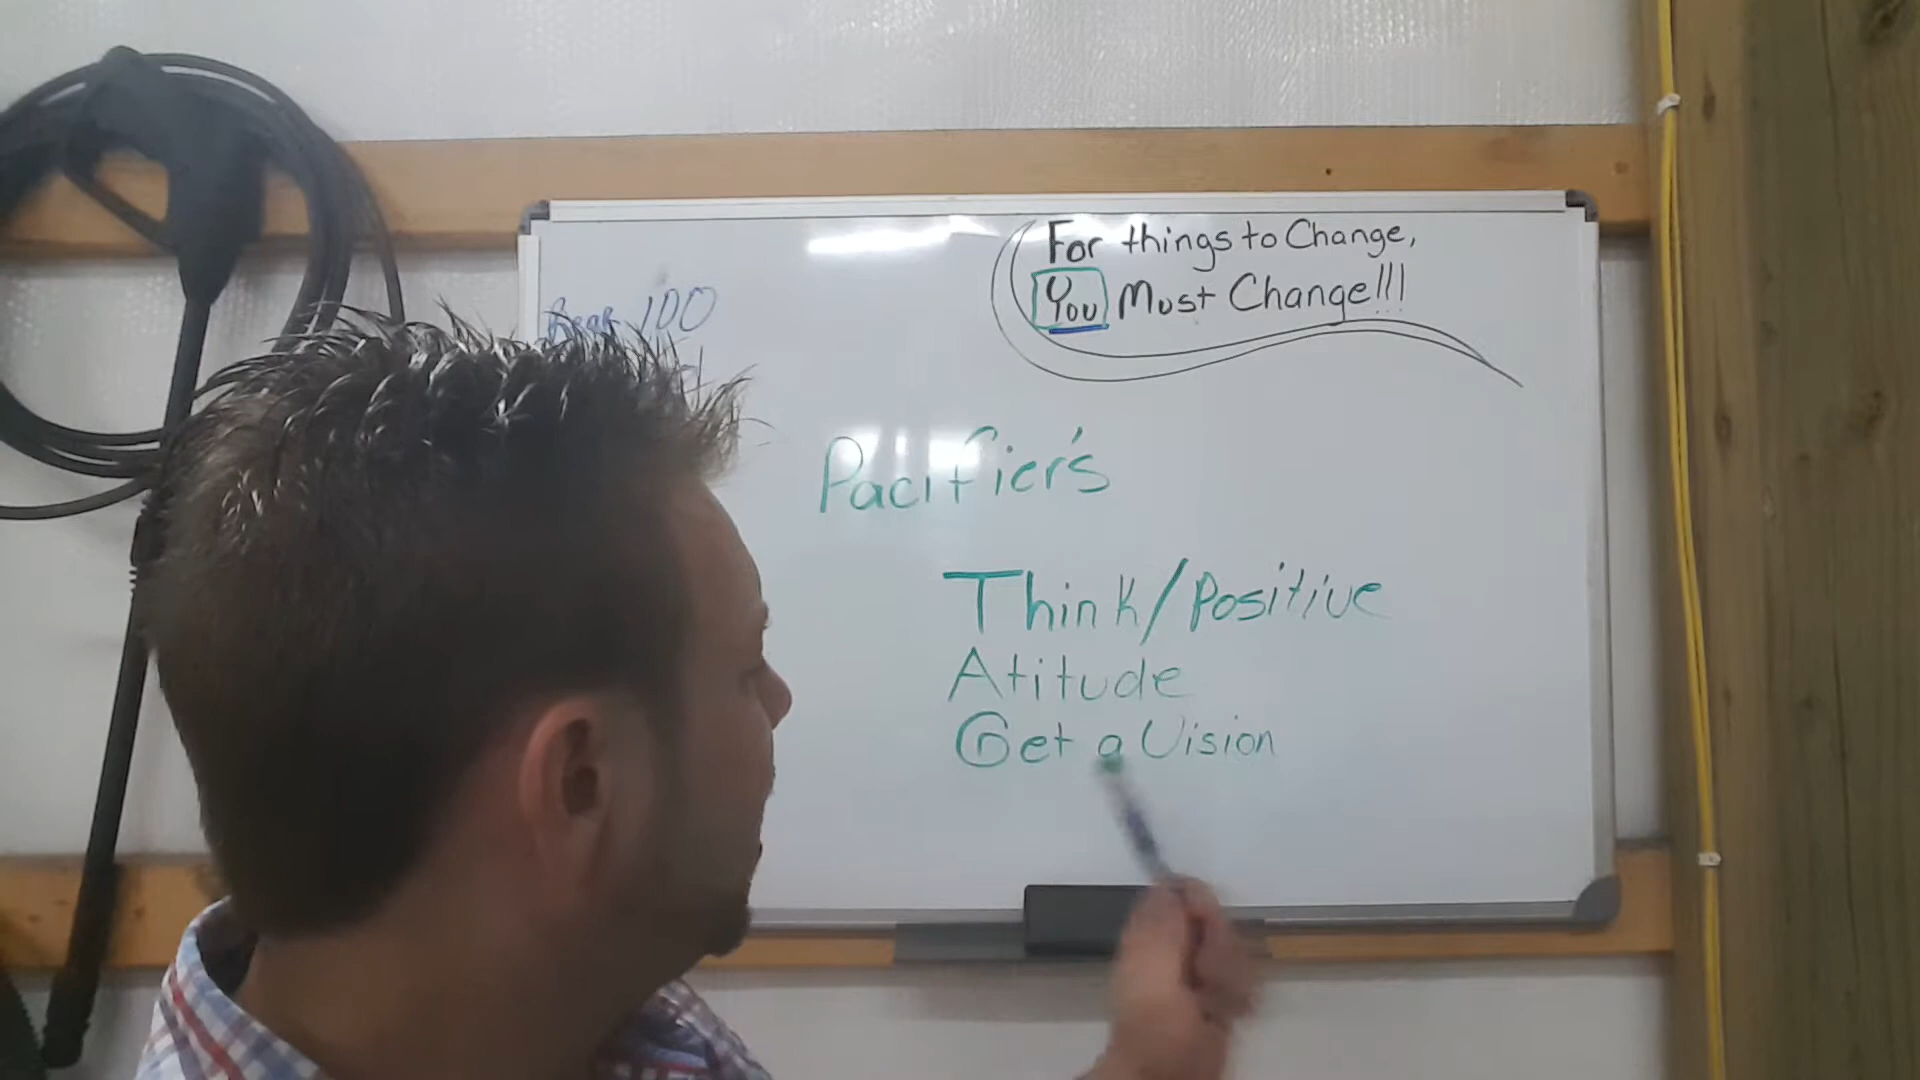 For things to Change,
You Must Change!!!
100
Pacifier's
Think/Positive
Atitude
Get a Vision